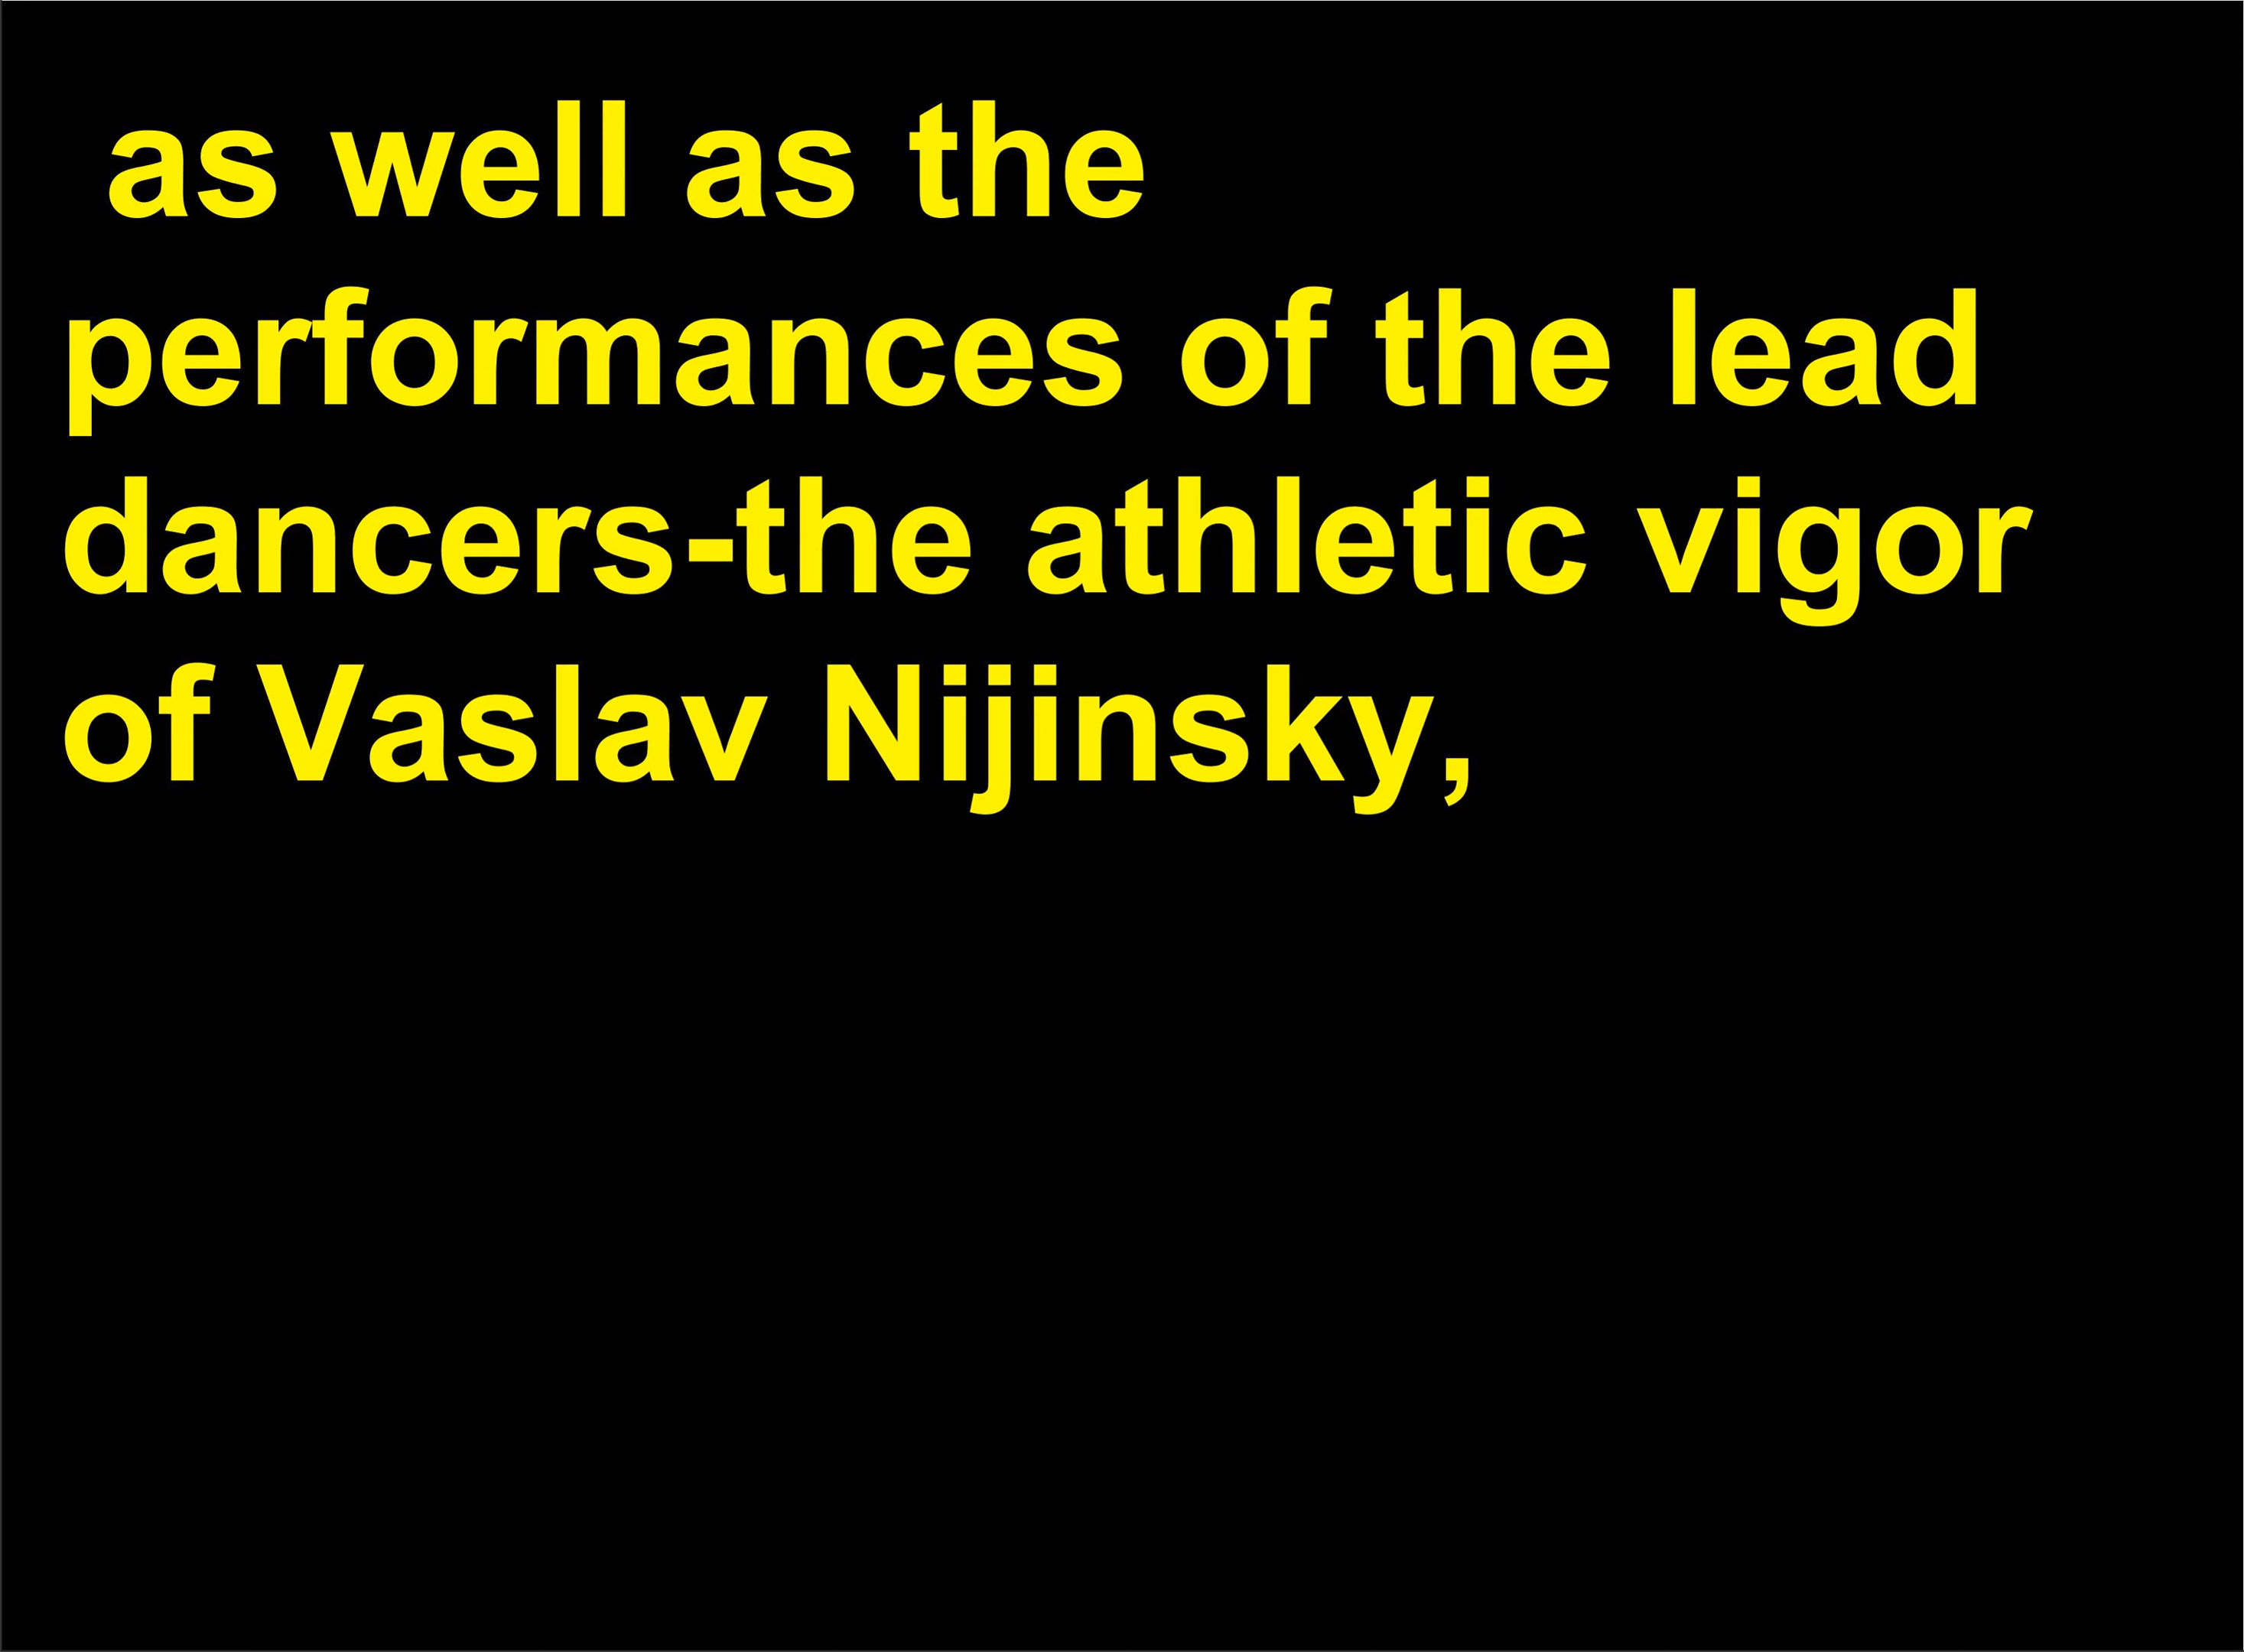 as well as the
performances of the lead
dancers-the athletic vigor
of Vaslav Nijinsky,